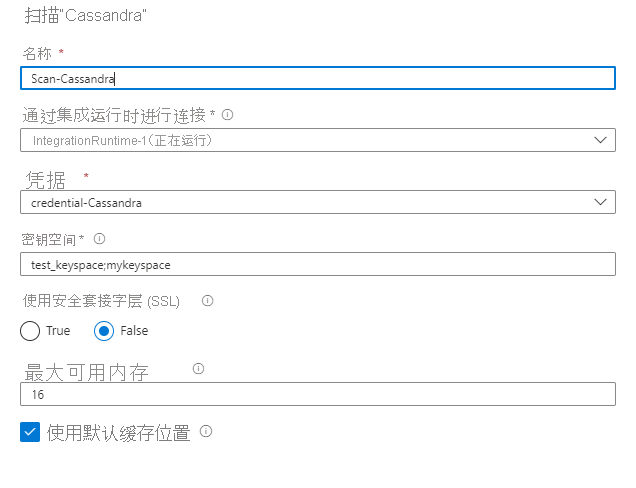 扫描"Cassandra"
名称 *
Scan-Cassandra
通过集成运行时进行连接 *
IntegrationRuntime-1(正在运行)
凭据 *
credential-Cassandra
密钥空间 *
test_keyspace;mykeyspace
使用安全套接字层 (SSL)
True False
最大可用内存
16
使用默认缓存位置